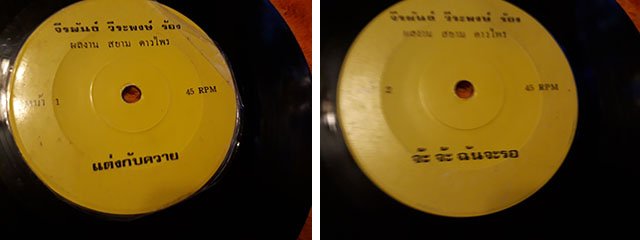 จีรพันธ์ วีระพงษ์ ร้อง
ผลงาน สยาม ดาวไพร
หน้า 1
45 RPM
แต่งกับควาย
จีรพันธ์ วีระพงษ์ ร้อง
ผลงาน สยาม ดาวไพร
2
45 RPM
จ้ะ จ้ะ ฉันจะรอ